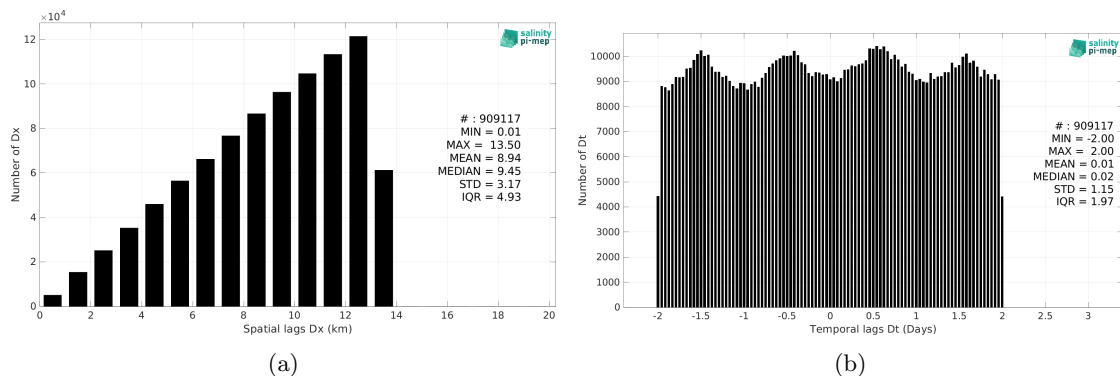 ×10⁴
12
10
8
6
4
2
0
Number of Dx
0 2 4 6 8 10 12 14 16 18 20
Spatial lags Dx (km)
salinity
pi-mep
# : 909117
MIN = 0.01
MAX = 13.50
MEAN = 8.94
MEDIAN = 9.45
STD = 3.17
IQR = 4.93
(a)
10000
9000
8000
7000
6000
5000
4000
3000
2000
1000
0
Number of Dt
-2 -1.5 -1 -0.5 0 0.5 1 1.5 2 2.5 3
Temporal lags Dt (Days)
salinity
pi-mep
# : 909117
MIN = -2.00
MAX = 2.00
MEAN = 0.01
MEDIAN = 0.02
STD = 1.15
IQR = 1.97
(b)